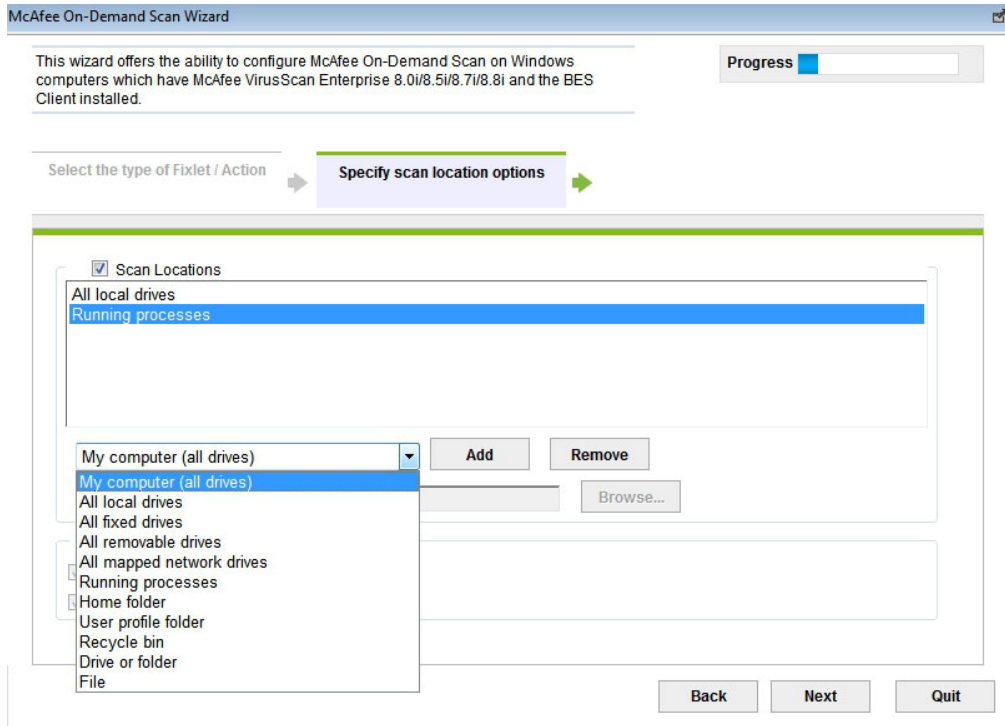 McAfee On-Demand Scan Wizard
This wizard offers the ability to configure McAfee On-Demand Scan on Windows
computers which have McAfee VirusScan Enterprise 8.0i/8.5i/8.7i/8.8i and the BES
Client installed.
Progress
Select the type of Fixlet / Action
Specify scan location options
Scan Locations
All local drives
Running processes
My computer (all drives)
Add
Remove
My computer (all drives)
All local drives
All fixed drives
All removable drives
All mapped network drives
Running processes
Home folder
User profile folder
Recycle bin
Drive or folder
File
Browse...
Back
Next
Quit